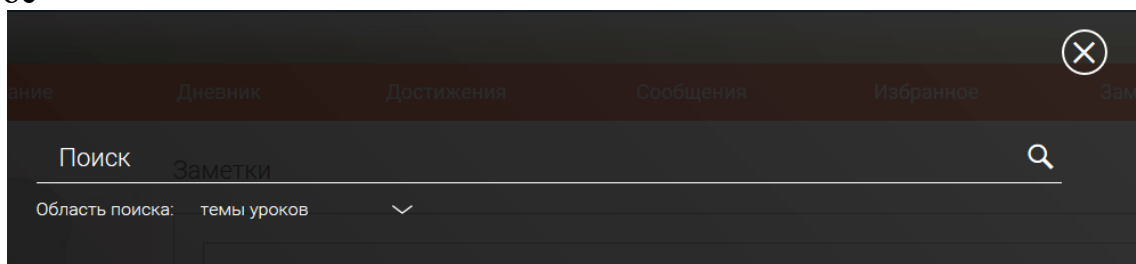 ание Дневник Достижения Сообщения Избранное Зам
Поиск
Заметки
Область поиска: темы уроков